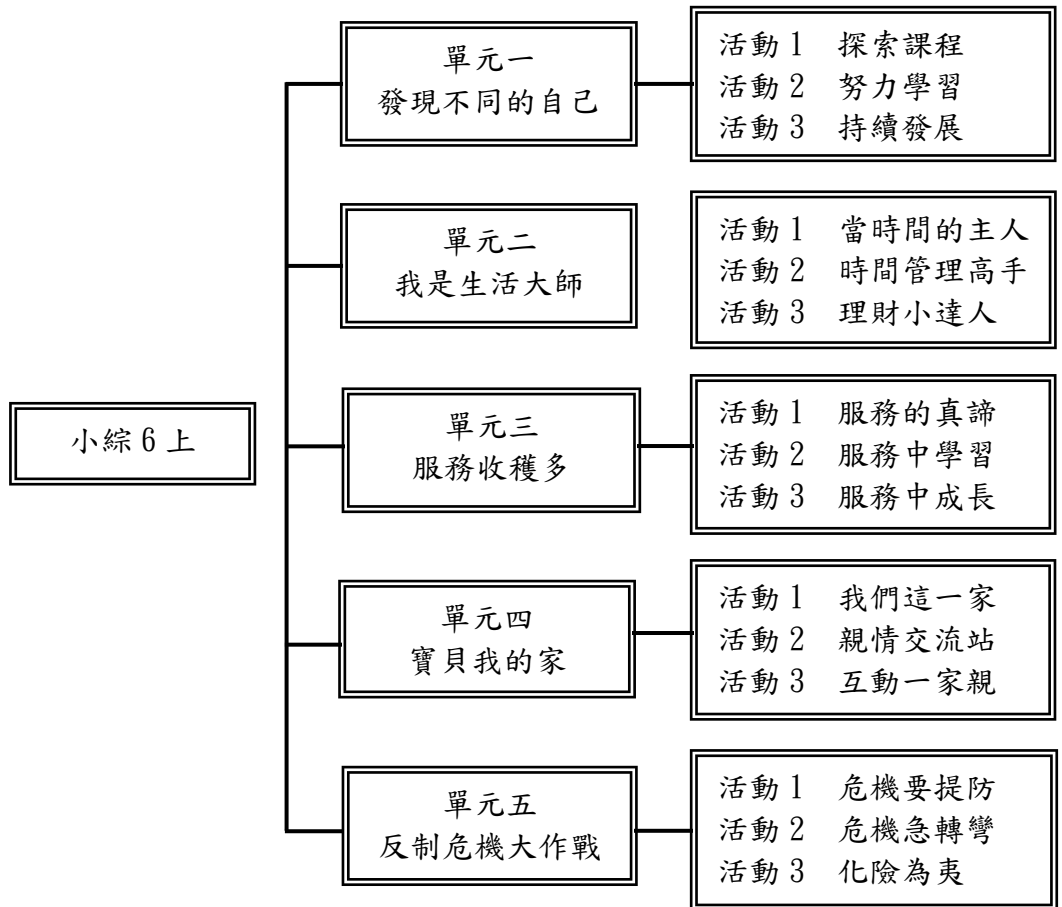 小綜6上
單元一
發現不同的自己
活動1 探索課程
活動2 努力學習
活動3 持續發展
單元二
我是生活大師
活動1 當時間的主人
活動2 時間管理高手
活動3 理財小達人
單元三
服務收穫多
活動1 服務的真諦
活動2 服務中學習
活動3 服務中成長
單元四
寶貝我的家
活動1 我們這一家
活動2 親情交流站
活動3 互動一家親
單元五
反制危機大作戰
活動1 危機要提防
活動2 危機急轉彎
活動3 化險為夷